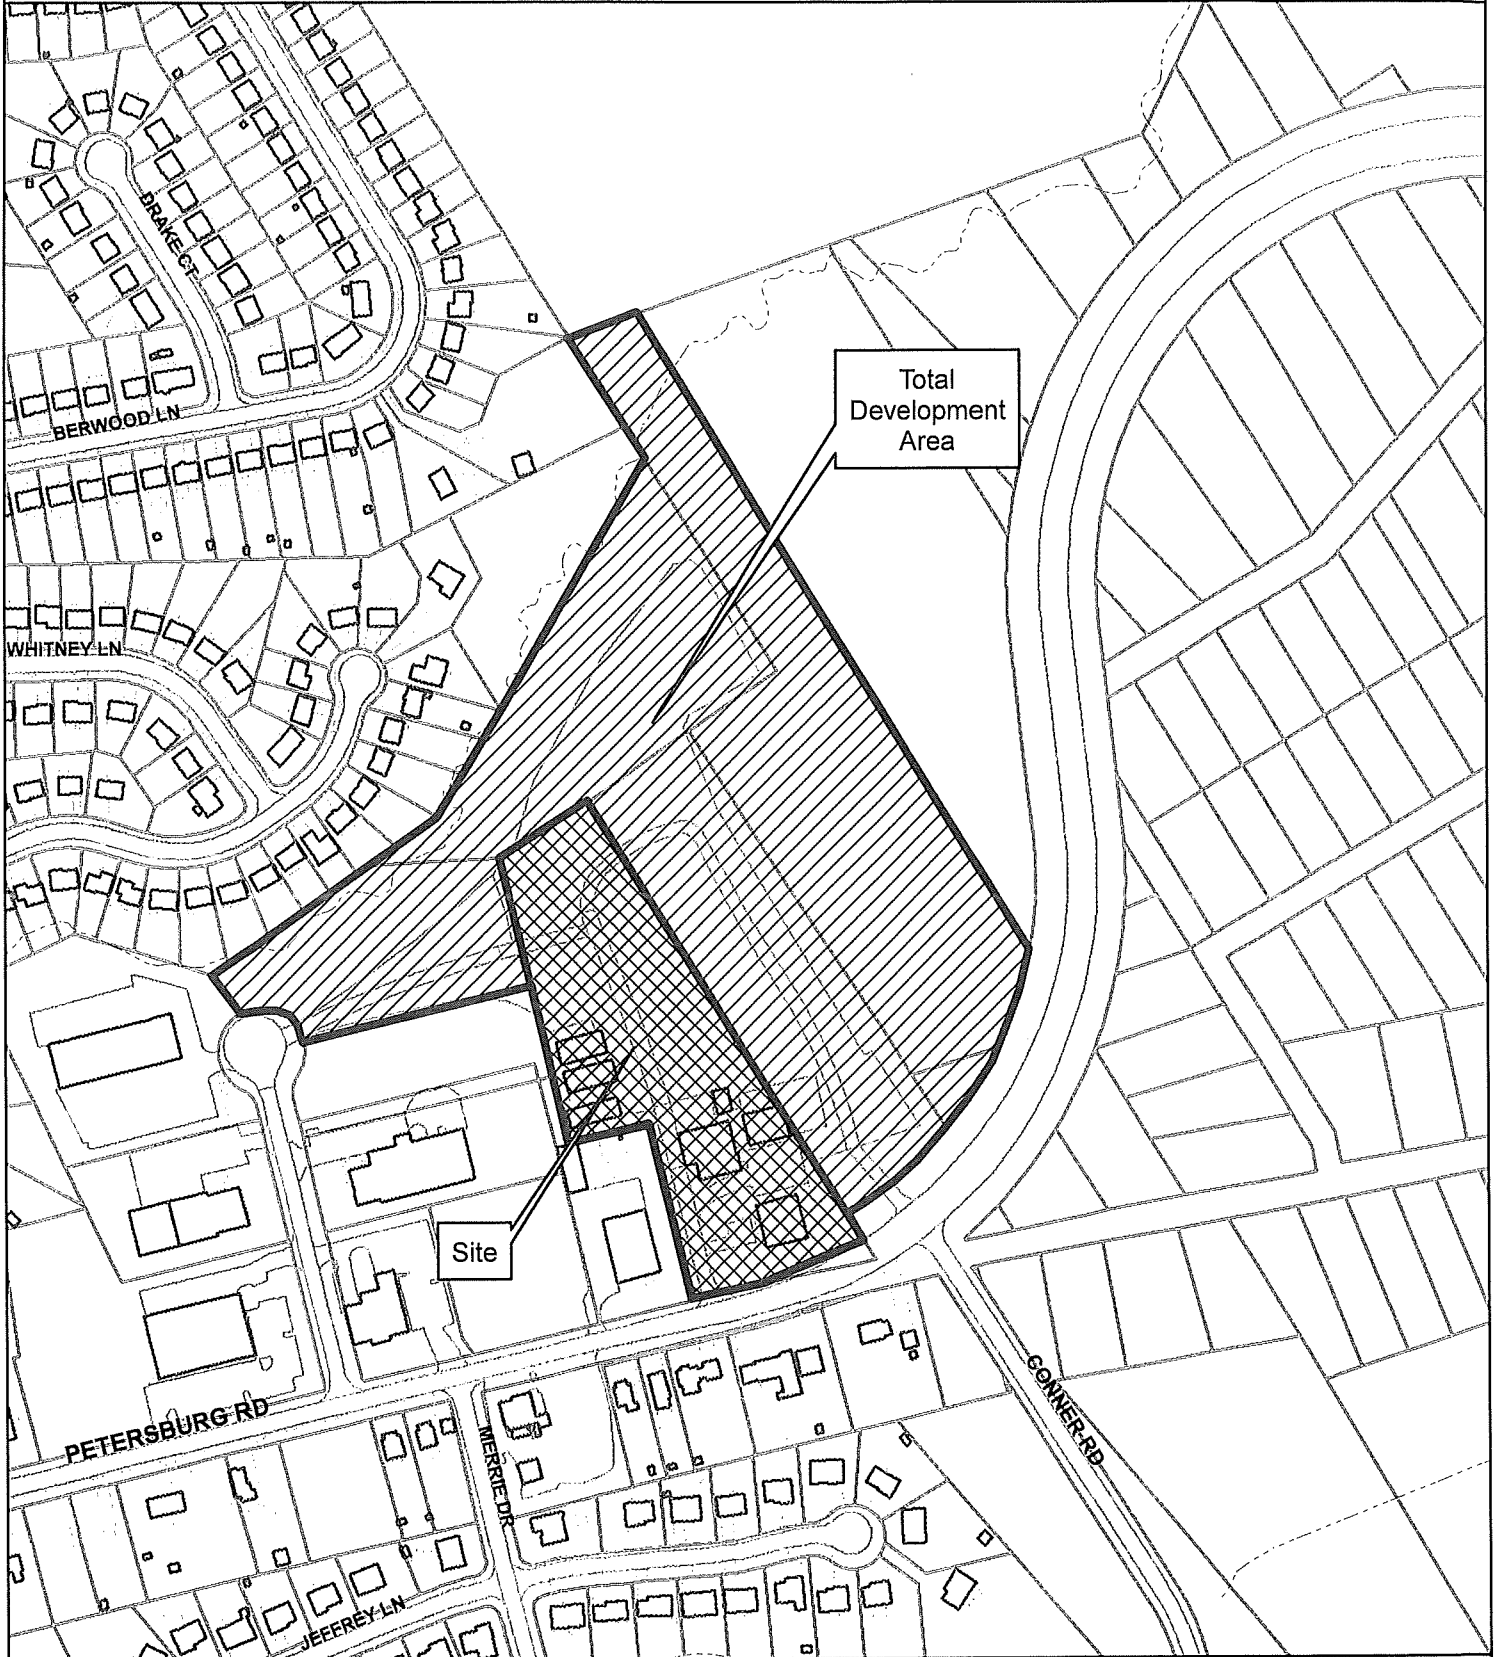 DRAKE CT
Total
Development
Area
BERWOOD LN
WHITNEY LN
Site
PETERSBURG RD
MERRIE DR
CONNER RD
JEFFREY LN